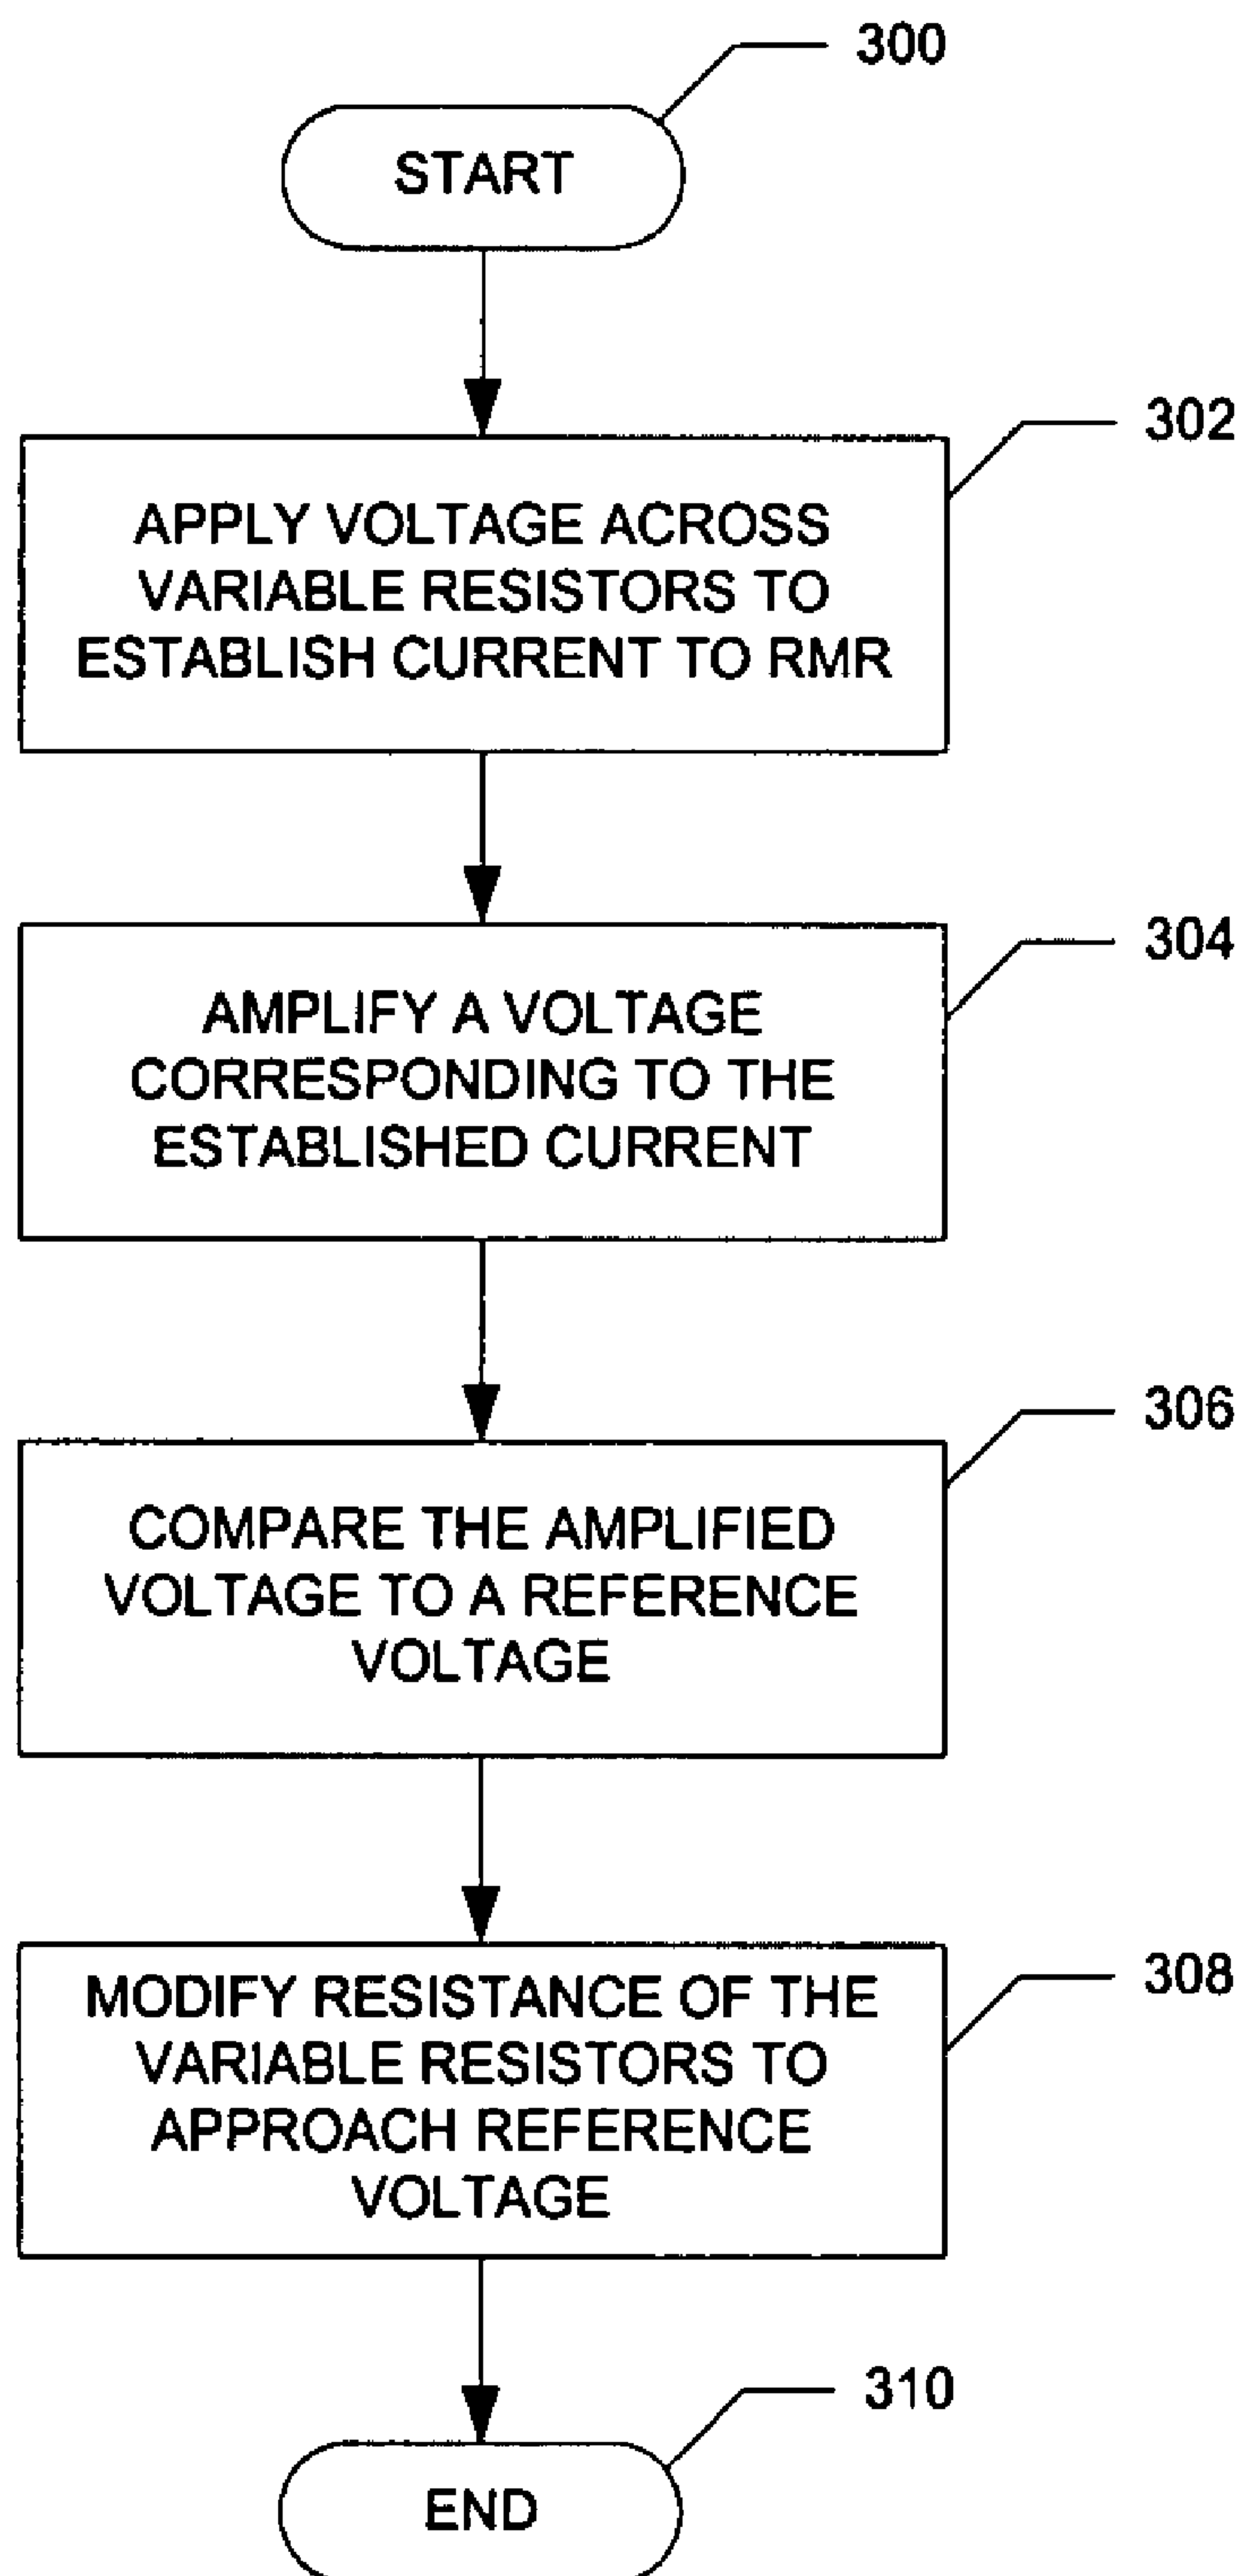 300
START
302
APPLY VOLTAGE ACROSS
VARIABLE RESISTORS TO
ESTABLISH CURRENT TO RMR
304
AMPLIFY A VOLTAGE
CORRESPONDING TO THE
ESTABLISHED CURRENT
306
COMPARE THE AMPLIFIED
VOLTAGE TO A REFERENCE
VOLTAGE
308
MODIFY RESISTANCE OF THE
VARIABLE RESISTORS TO
APPROACH REFERENCE
VOLTAGE
310
END